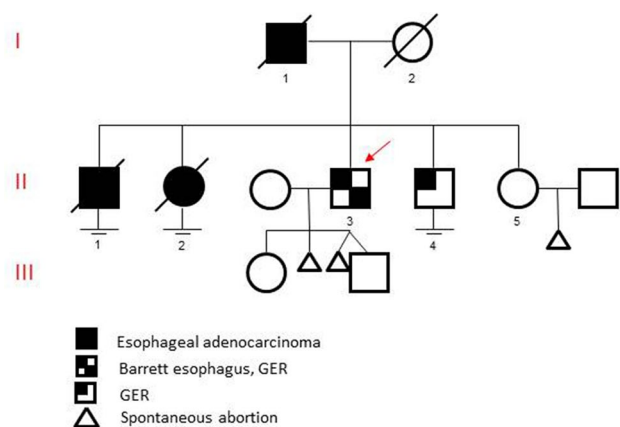 I
1
2
II
1
2
3
4
5
III
Esophageal adenocarcinoma
Barrett esophagus, GER
GER
Spontaneous abortion